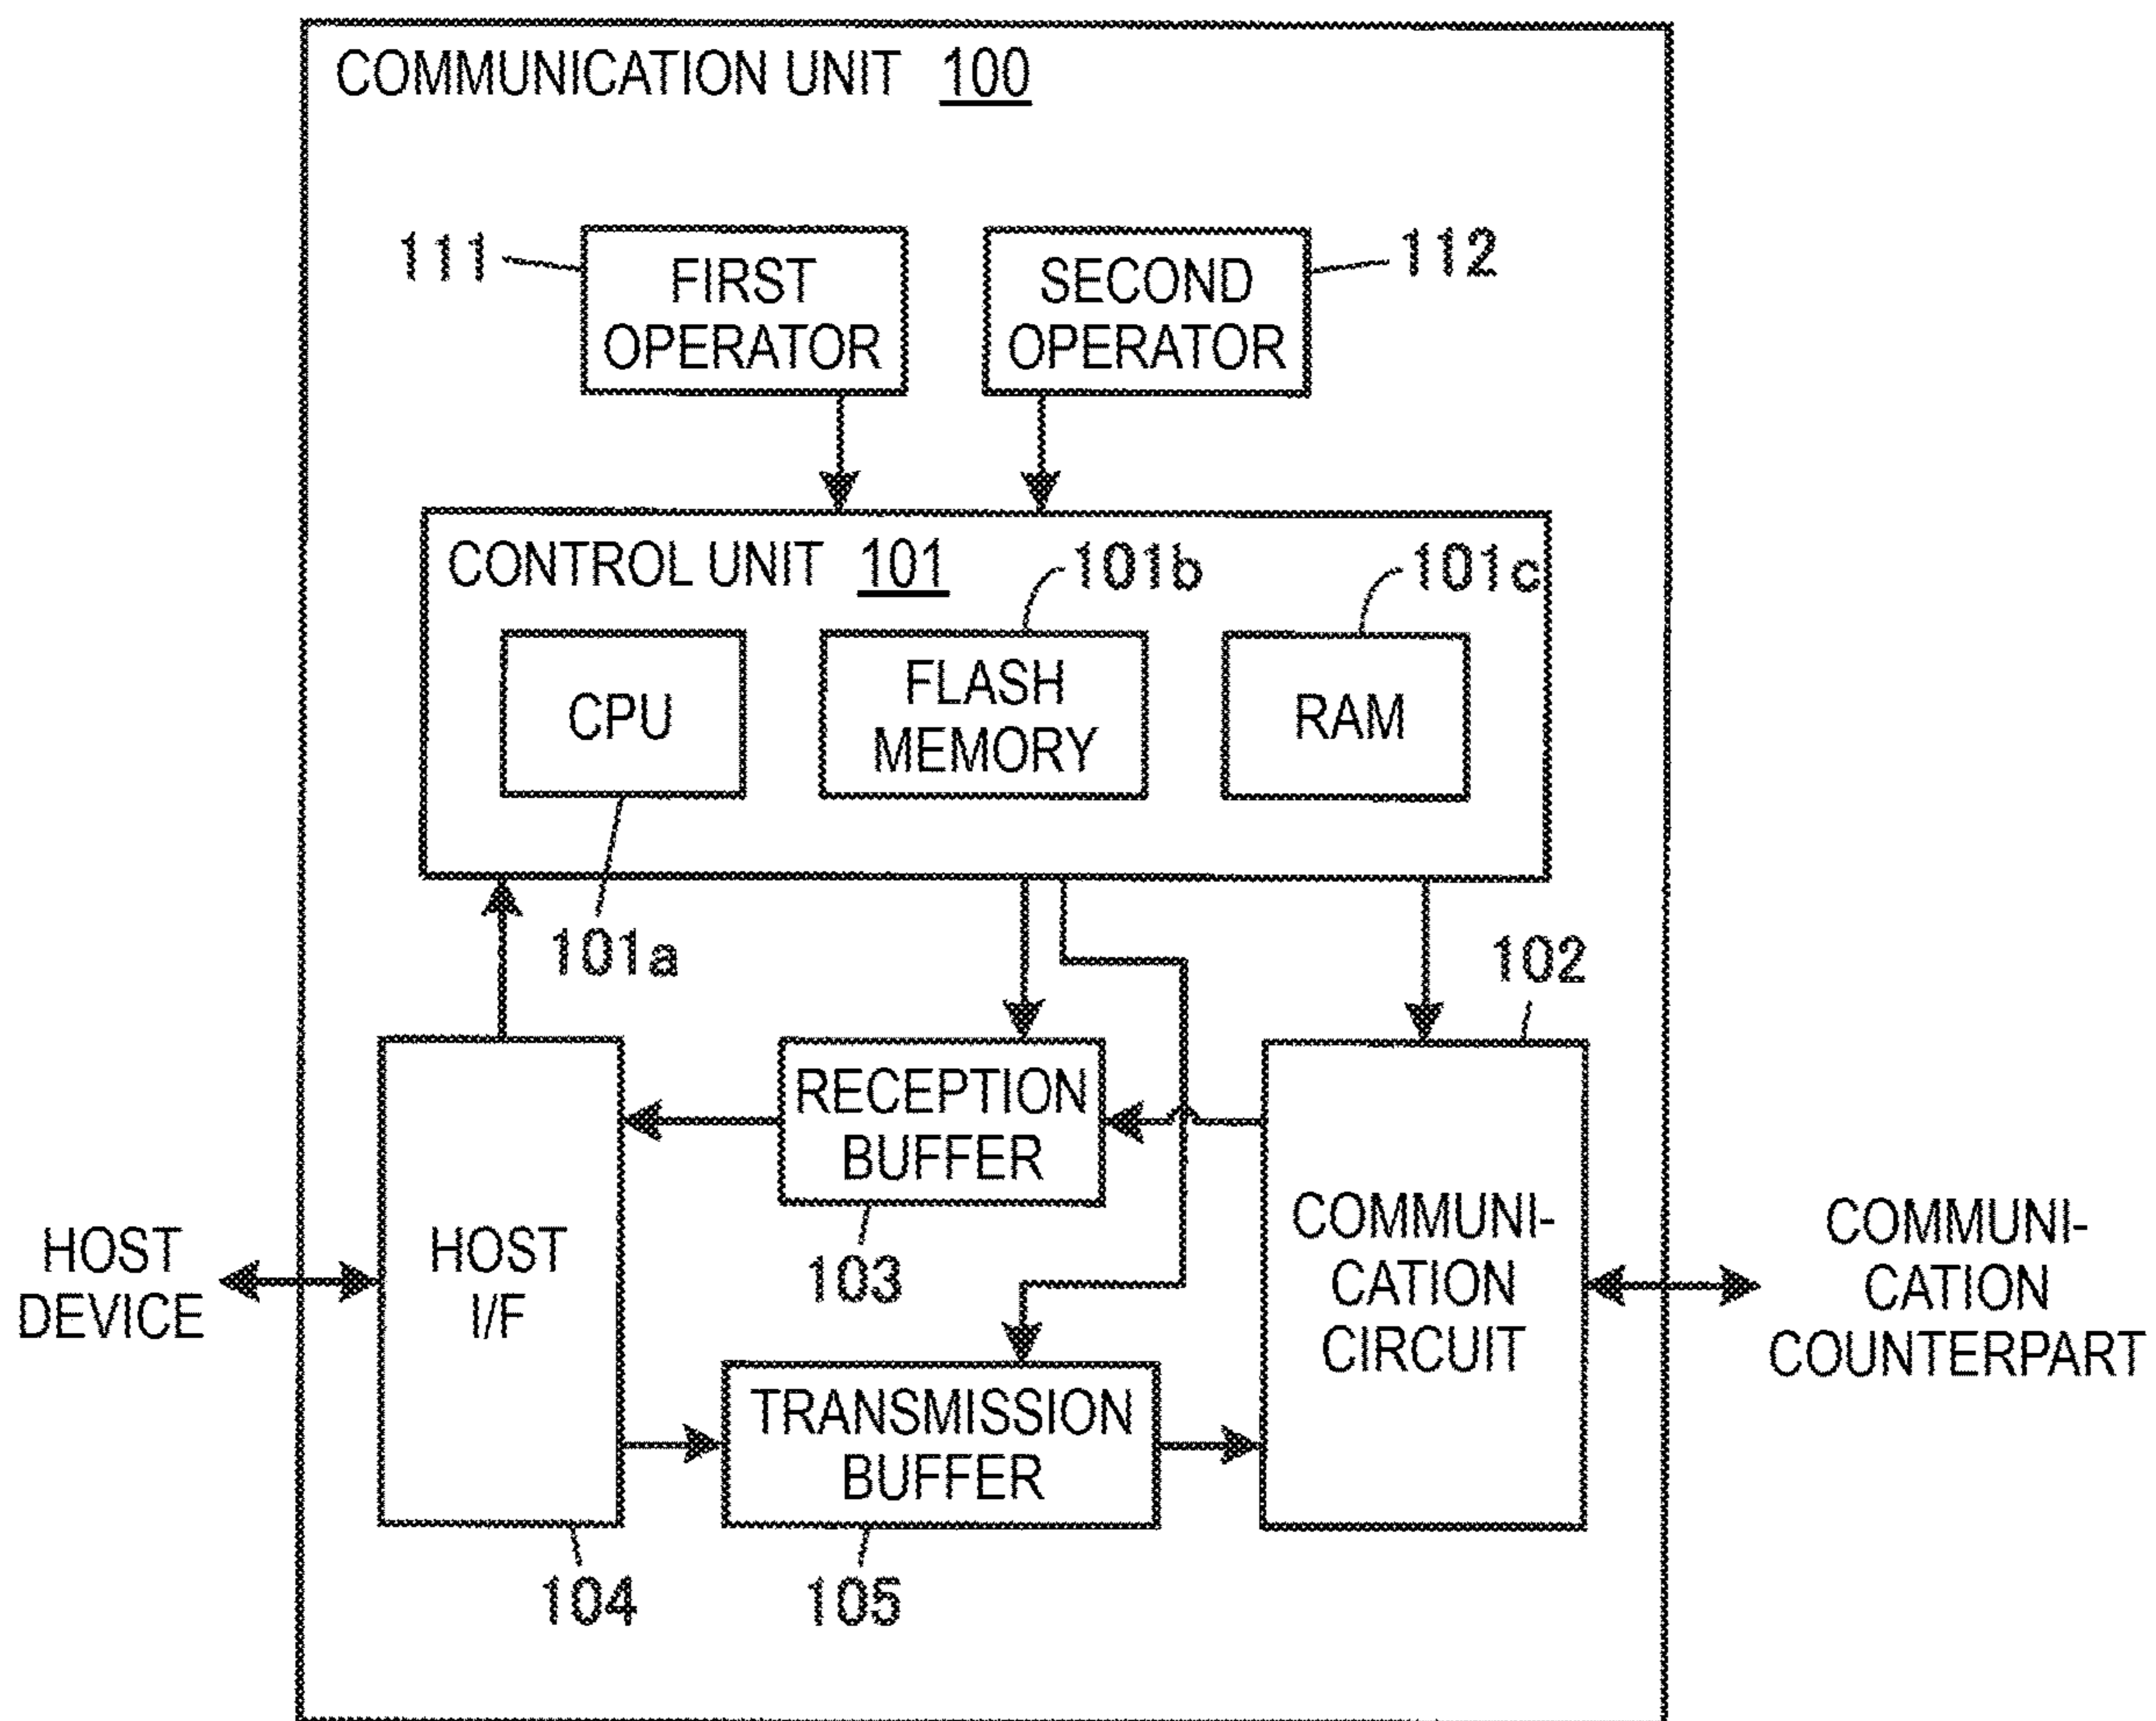 COMMUNICATION UNIT 100
111
FIRST
OPERATOR
SECOND
OPERATOR
112
CONTROL UNIT 101
101b
101c
CPU
FLASH
MEMORY
RAM
101a
102
RECEPTION
BUFFER
103
HOST
DEVICE
HOST
I/F
COMMUNI-
CATION
CIRCUIT
COMMUNI-
CATION
COUNTERPART
TRANSMISSION
BUFFER
104
105